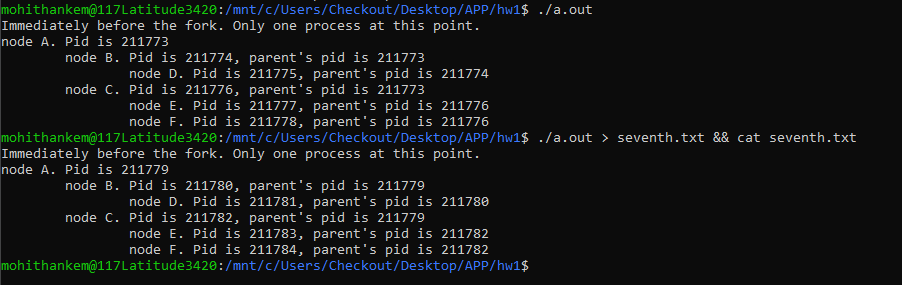 mohithankem@117Latitude3420:/mnt/c/Users/Checkout/Desktop/APP/hw1$ ./a.out
Immediately before the fork. Only one process at this point.
node A. Pid is 211773
        node B. Pid is 211774, parent's pid is 211773
                node D. Pid is 211775, parent's pid is 211774
        node C. Pid is 211776, parent's pid is 211773
                node E. Pid is 211777, parent's pid is 211776
                node F. Pid is 211778, parent's pid is 211776
mohithankem@117Latitude3420:/mnt/c/Users/Checkout/Desktop/APP/hw1$ ./a.out > seventh.txt && cat seventh.txt
Immediately before the fork. Only one process at this point.
node A. Pid is 211779
        node B. Pid is 211780, parent's pid is 211779
                node D. Pid is 211781, parent's pid is 211780
        node C. Pid is 211782, parent's pid is 211779
                node E. Pid is 211783, parent's pid is 211782
                node F. Pid is 211784, parent's pid is 211782
mohithankem@117Latitude3420:/mnt/c/Users/Checkout/Desktop/APP/hw1$